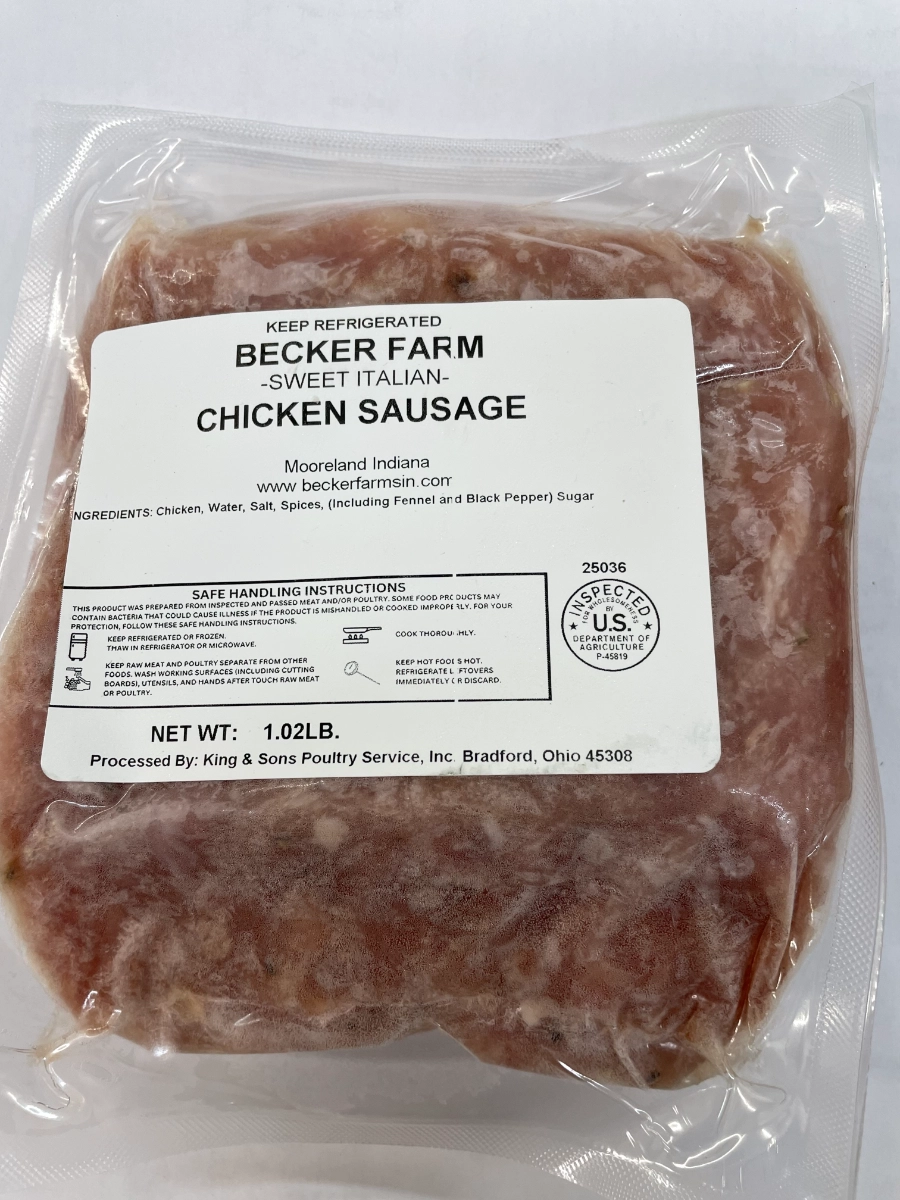 KEEP REFRIGERATED
BECKER FARM
-SWEET ITALIAN-
CHICKEN SAUSAGE
Mooreland Indiana
www beckerfarmsin.com
NGREDIENTS: Chicken, Water, Salt, Spices, (Including Fennel and Black Pepper) Sugar
25036
SAFE HANDLING INSTRUCTIONS
THIS PRODUCT WAS PREPARED FROM INSPECTED AND PASSED MEAT AND/OR POULTRY. SOME FOOD PRODUCTS MAY
CONTAIN BACTERIA THAT COULD CAUSE ILLNESS IF THE PRODUCT IS MISHANDLED OR COOKED IMPROPERLY. FOR YOUR
PROTECTION, FOLLOW THESE SAFE HANDLING INSTRUCTIONS.
KEEP REFRIGERATED OR FROZEN.
THAW IN REFRIGERATOR OR MICROWAVE.
COOK THOROUGHLY.
KEEP RAW MEAT AND POULTRY SEPARATE FROM OTHER
FOODS. WASH WORKING SURFACES (INCLUDING CUTTING
BOARDS), UTENSILS, AND HANDS AFTER TOUCH RAW MEAT
OR POULTRY.
KEEP HOT FOODS HOT.
REFRIGERATE LEFTOVERS
IMMEDIATELY OR DISCARD.
INSPECTED
FOR WHOLESOMENESS
BY
U.S.
DEPARTMENT OF
AGRICULTURE
P-45819
NET WT: 1.02LB.
Processed By: King & Sons Poultry Service, Inc. Bradford, Ohio 45308